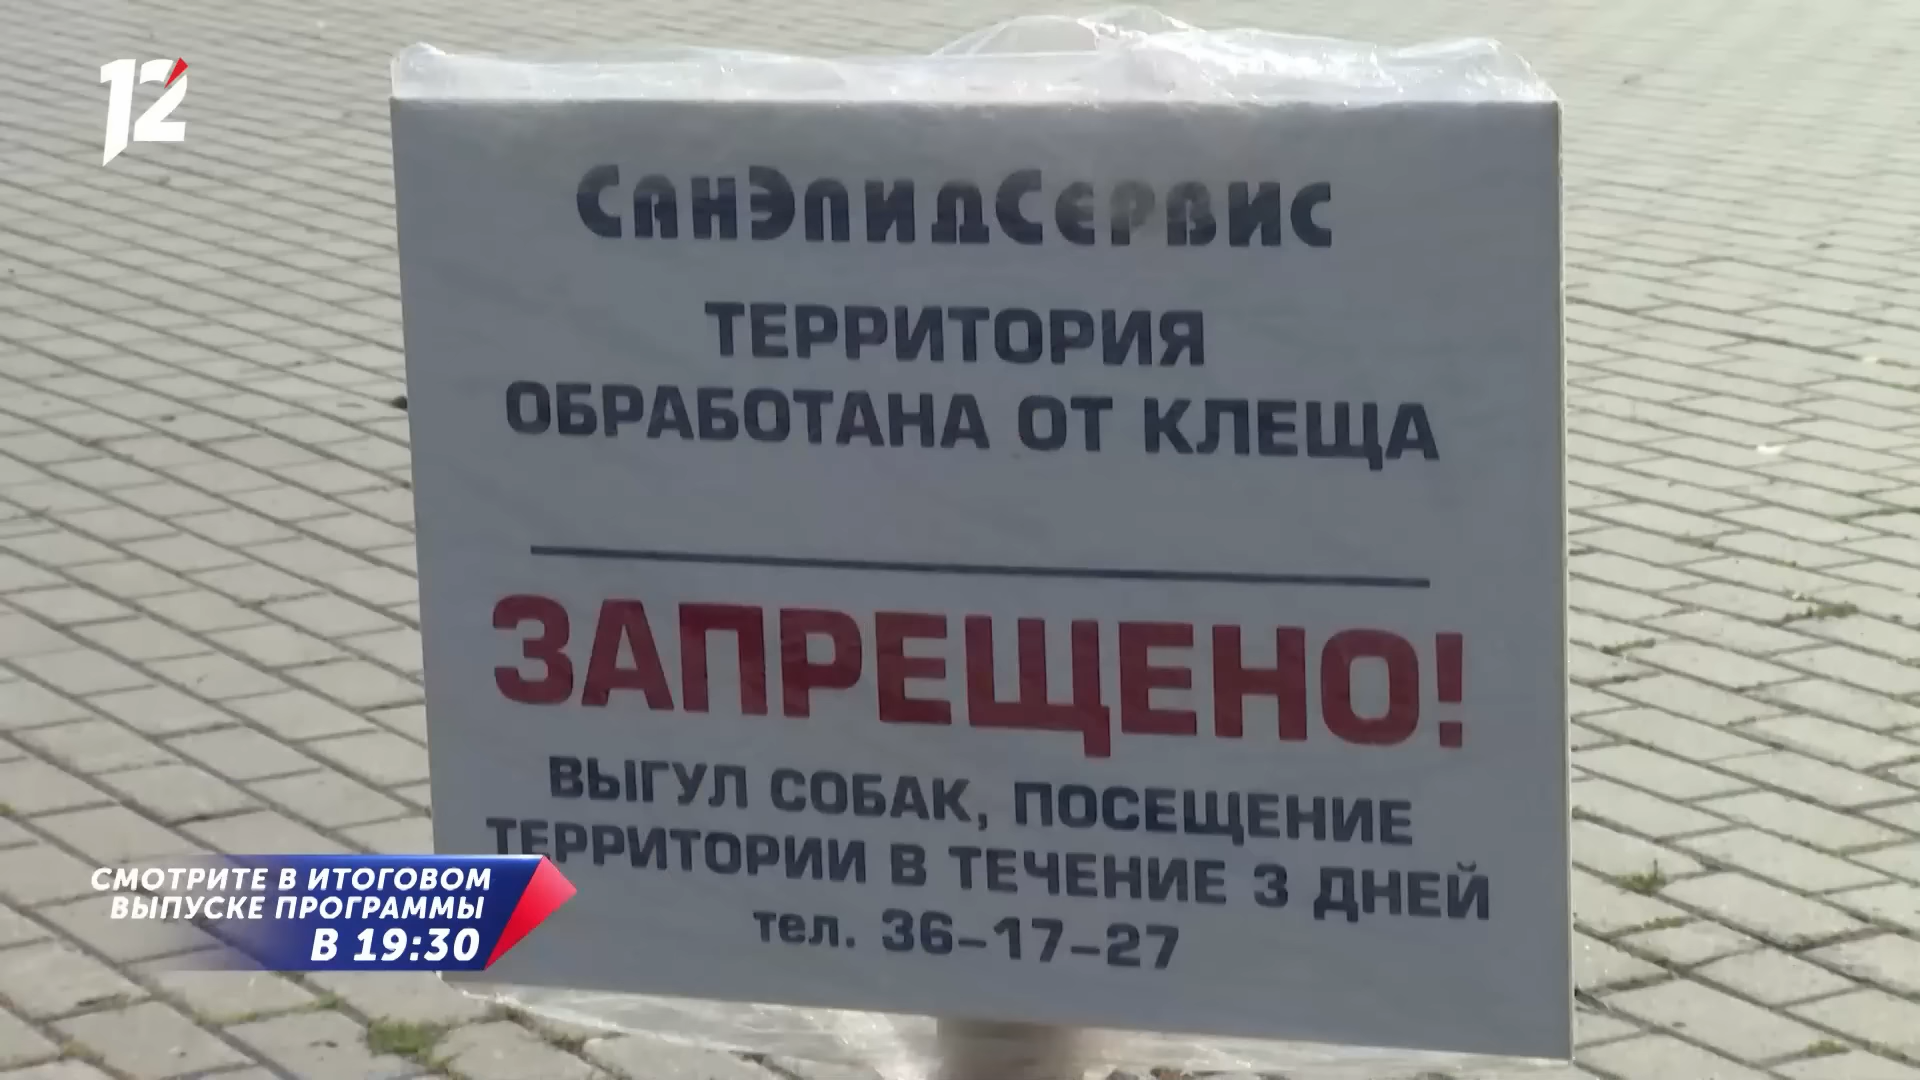 12
СанЭпидСервис
ТЕРРИТОРИЯ
ОБРАБОТАНА ОТ КЛЕЩА
ЗАПРЕЩЕНО!
ВЫГУЛ СОБАК, ПОСЕЩЕНИЕ
ТЕРРИТОРИИ В ТЕЧЕНИЕ 3 ДНЕЙ
тел. 36-17-27
СМОТРИТЕ В ИТОГОВОМ
ВЫПУСКЕ ПРОГРАММЫ
В 19:30